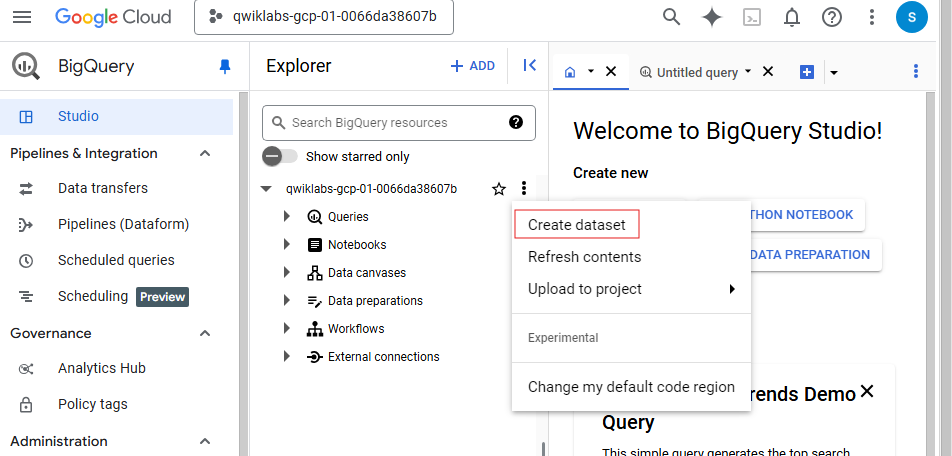 Google Cloud
qwiklabs-gcp-01-0066da38607b
S
BigQuery
Studio
Pipelines & Integration
Data transfers
Pipelines (Dataform)
Scheduled queries
Scheduling Preview
Governance
Analytics Hub
Policy tags
Administration
Explorer
+ ADD
Search BigQuery resources
Show starred only
qwiklabs-gcp-01-0066da38607b
Queries
Notebooks
Data canvases
Data preparations
Workflows
External connections
Create dataset
Refresh contents
Upload to project
Experimental
Change my default code region
Untitled query
Welcome to BigQuery Studio!
Create new
THON NOTEBOOK
DATA PREPARATION
rends Demo
Query
This simple query generates the top search